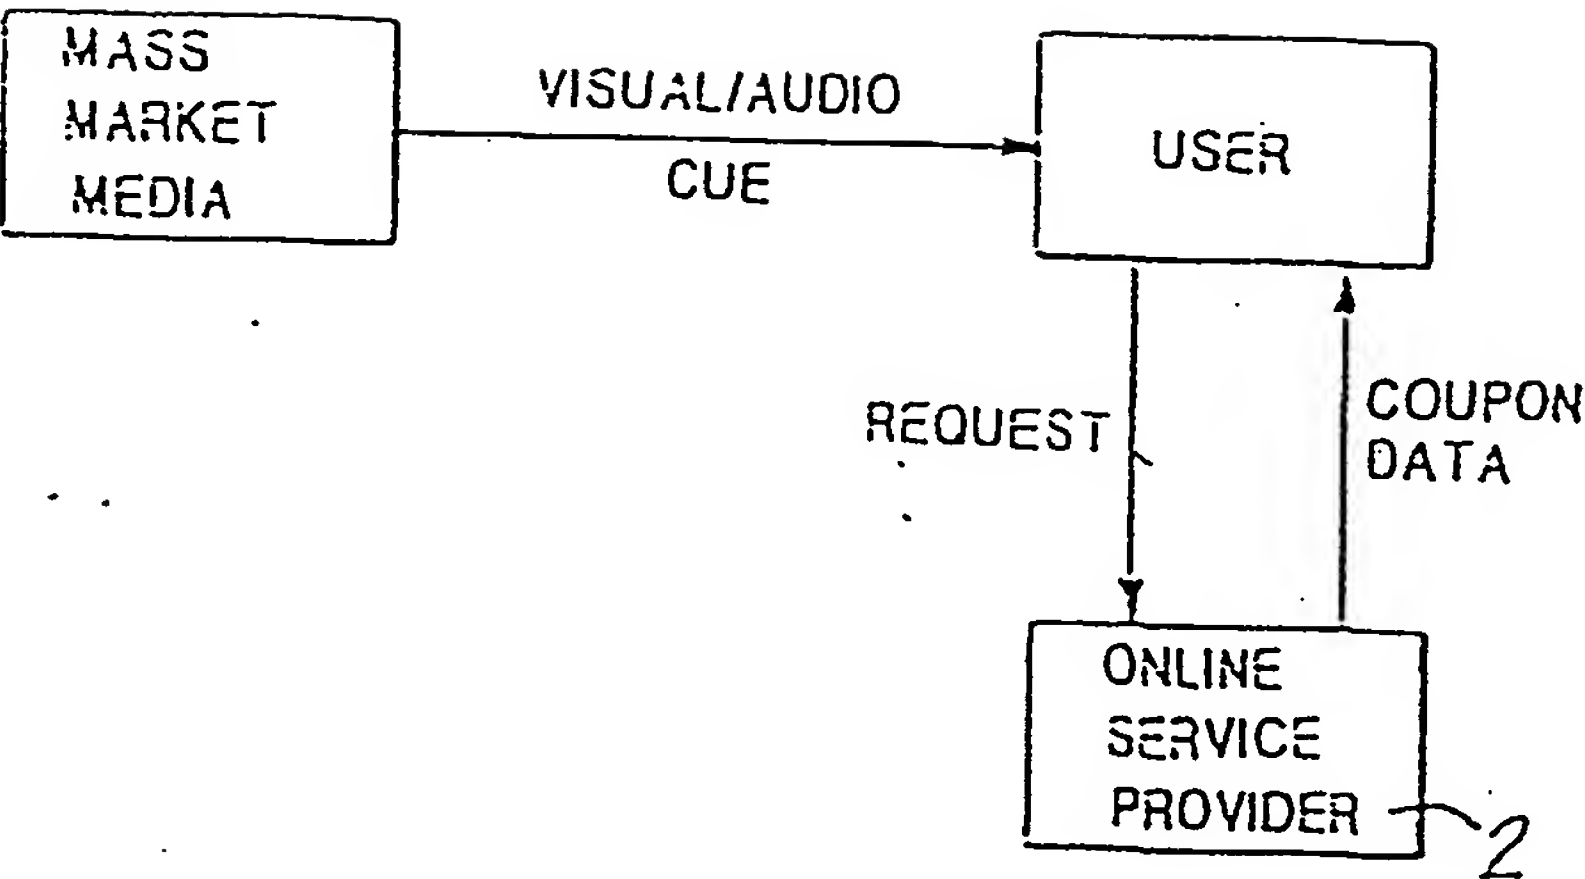 MASS
MARKET
MEDIA
VISUAL/AUDIO
CUE
USER
REQUEST
COUPON
DATA
ONLINE
SERVICE
PROVIDER
2